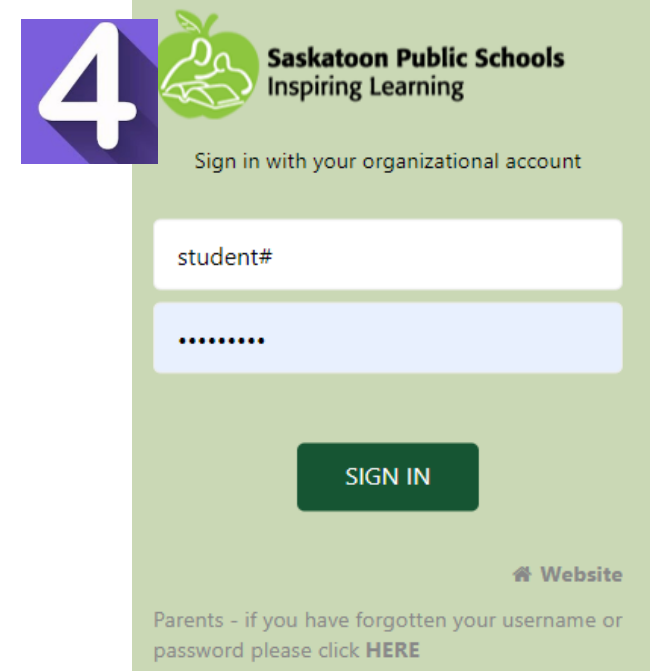 4
Saskatoon Public Schools
Inspiring Learning
Sign in with your organizational account
student#
•••••••••
SIGN IN
Website
Parents - if you have forgotten your username or
password please click HERE